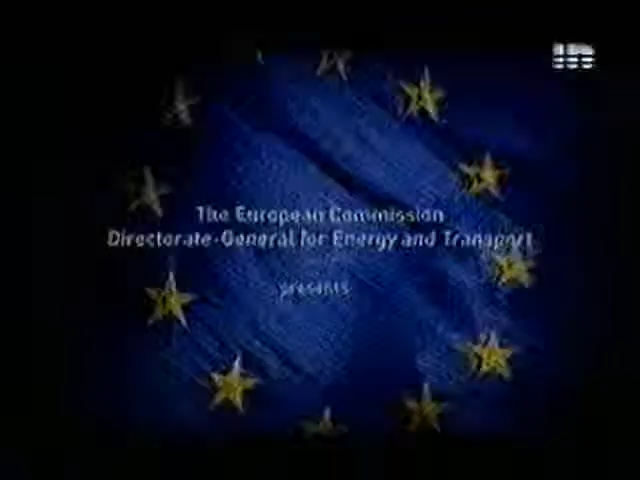 The European Commission
Directorate-General for Energy and Transport
presents